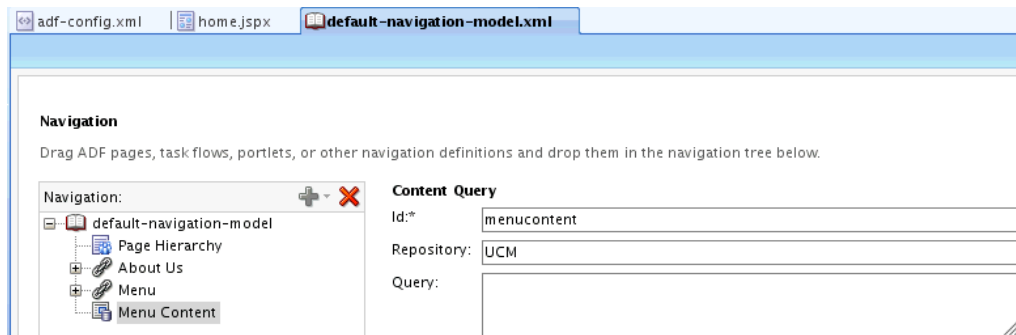 adf-config.xml home.jspx default-navigation-model.xml
Navigation
Drag ADF pages, task flows, portlets, or other navigation definitions and drop them in the navigation tree below.
Navigation:
default-navigation-model
Page Hierarchy
About Us
Menu
Menu Content
Content Query
Id:* menucontent
Repository: UCM
Query: